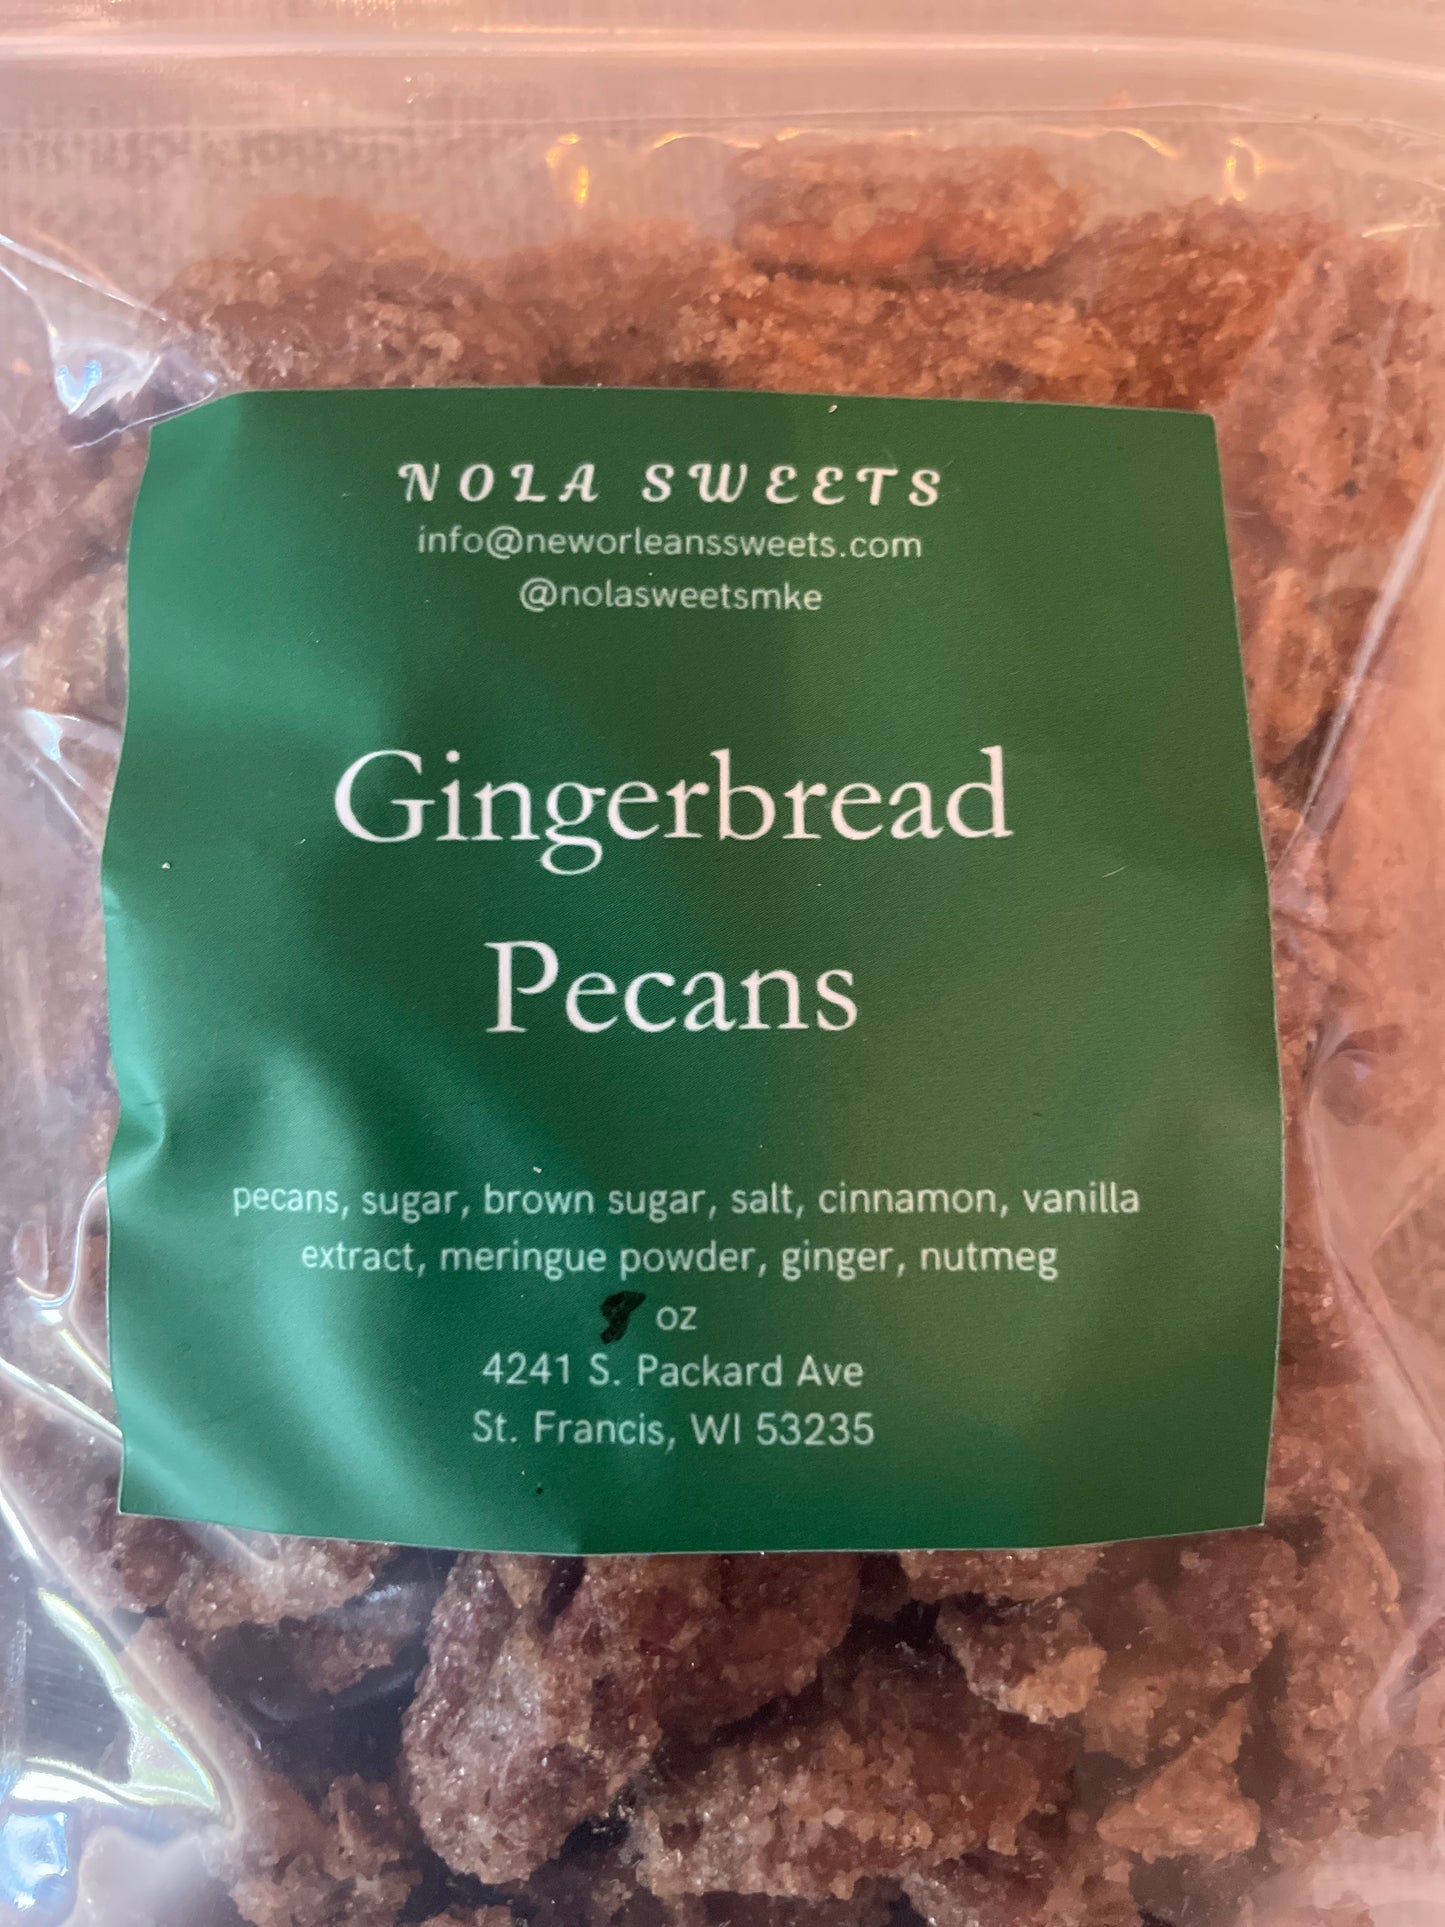 NOLA SWEETS
info@neworleanssweets.com
@nolasweetsmke
Gingerbread
Pecans
pecans, sugar, brown sugar, salt, cinnamon, vanilla
extract, meringue powder, ginger, nutmeg
oz
4241 S. Packard Ave
St. Francis, WI 53235